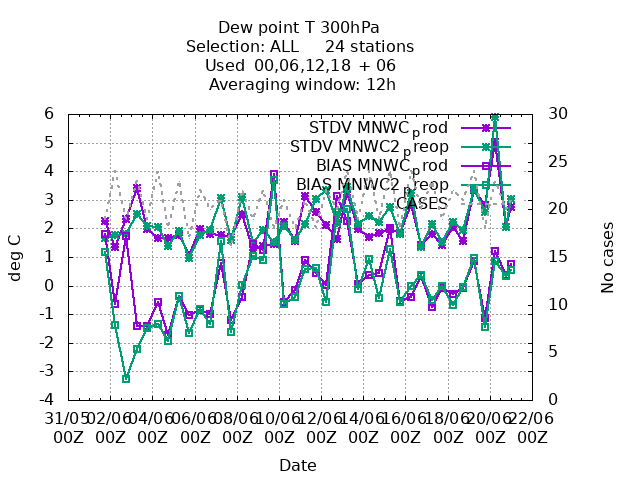 Dew point T 300hPa
Selection: ALL 24 stations
Used 00,06,12,18 + 06
Averaging window: 12h
6 30
STDV MNWC_prod
5 STDV MNWC2_preop
25
4 BIAS MNWC_prod
BIAS MNWC2_preop
3 CASES
20
2
1 15
0
10
-1
-2
5
-3
-4 0
deg C
No cases
31/05 02/06 04/06 06/06 08/06 10/06 12/06 14/06 16/06 18/06 20/06 22/06
00Z 00Z 00Z 00Z 00Z 00Z 00Z 00Z 00Z 00Z 00Z 00Z
Date